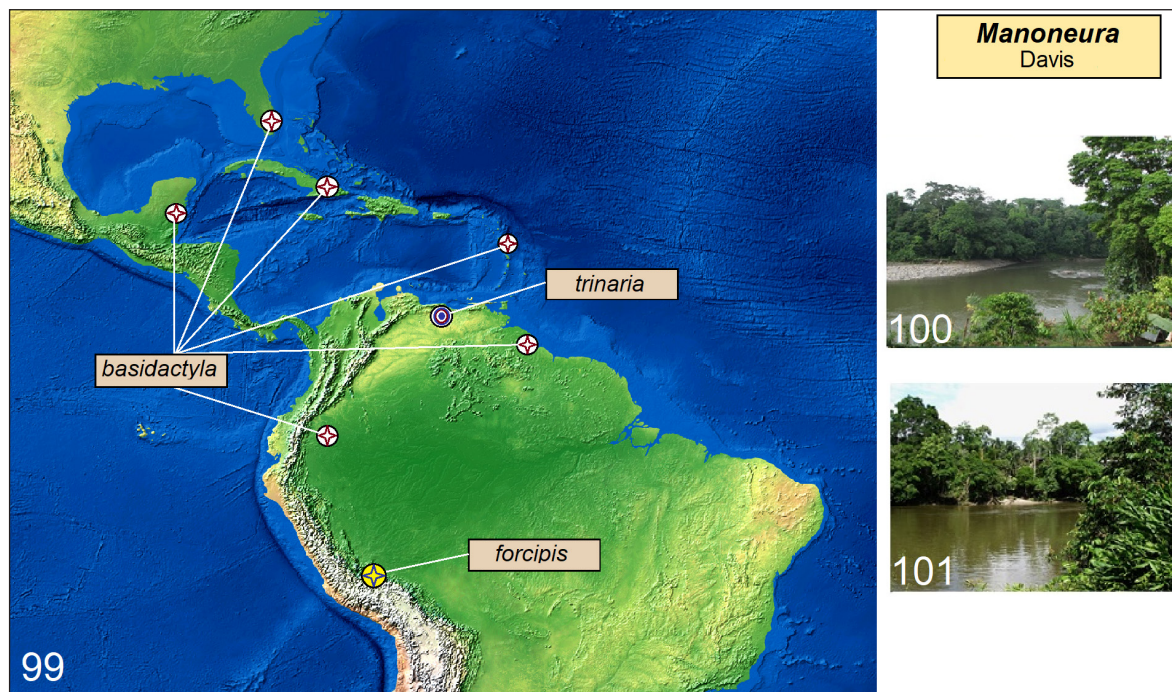 Manoneura
Davis
trinaria
basidactyla
forcipis
99
100
101